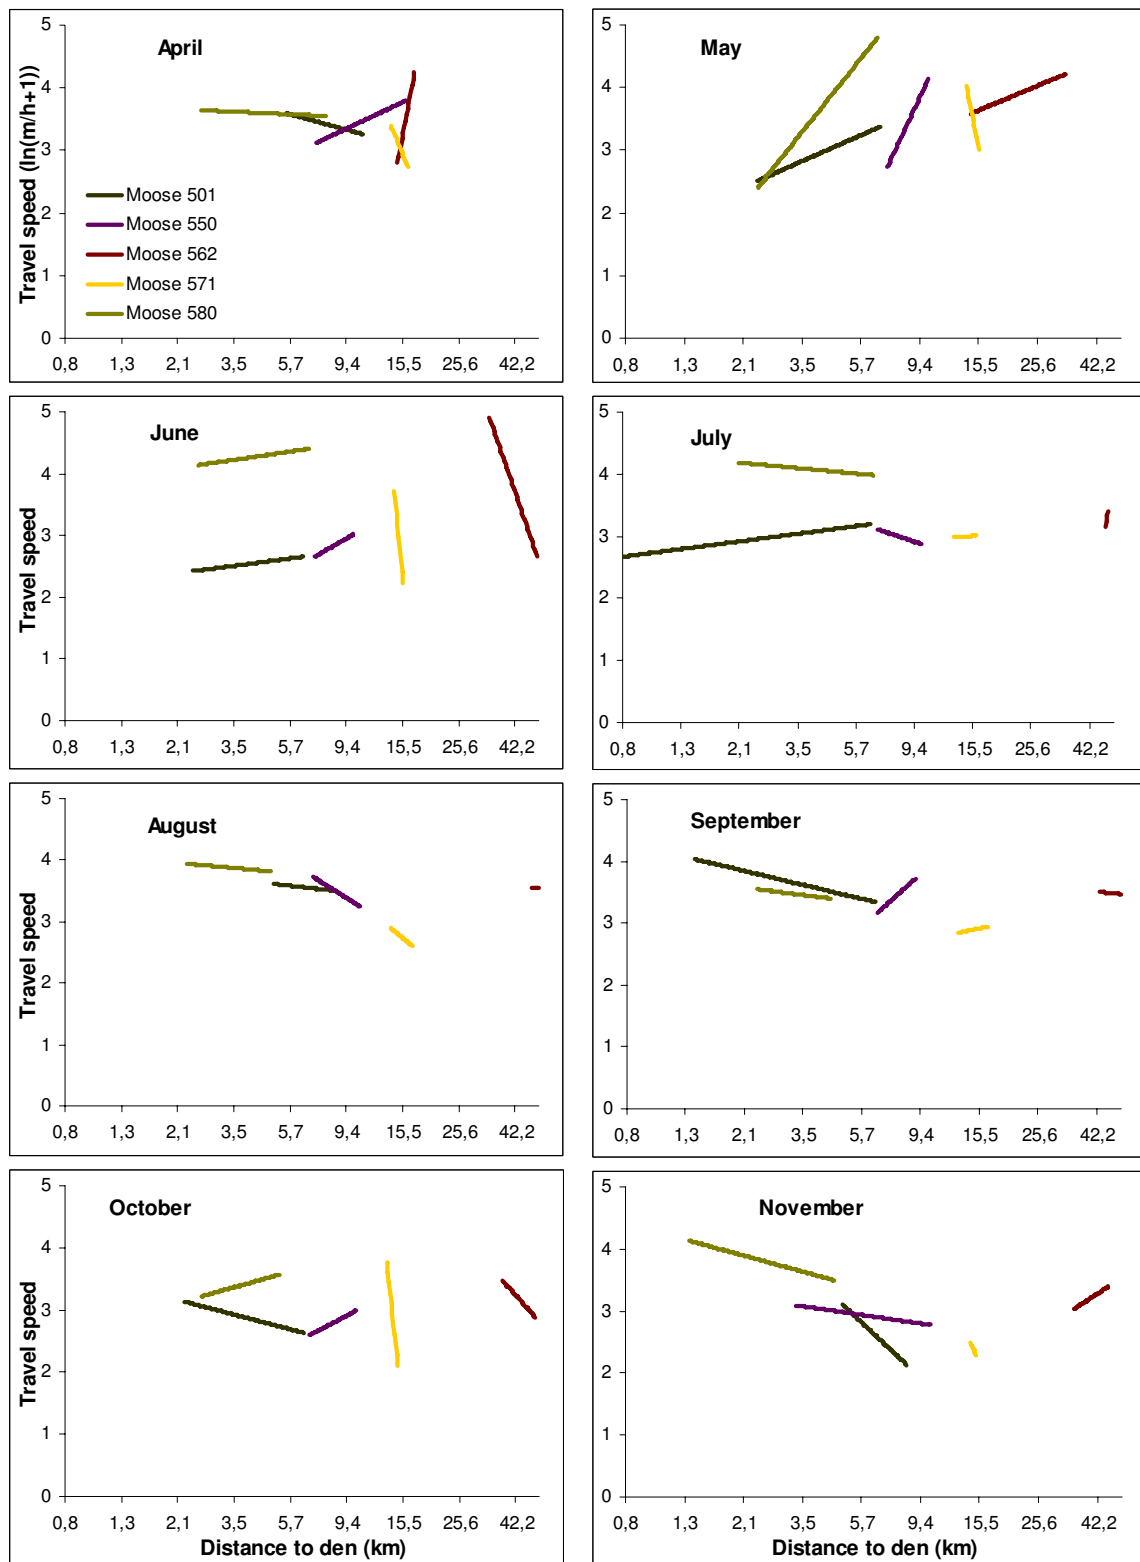 April
Travel speed (ln(m/h+1))
5
4
3
2
1
0
Moose 501
Moose 550
Moose 562
Moose 571
Moose 580
0,8 1,3 2,1 3,5 5,7 9,4 15,5 25,6 42,2
May
5
4
3
2
1
0
0,8 1,3 2,1 3,5 5,7 9,4 15,5 25,6 42,2
June
Travel speed
5
4
3
2
1
0
0,8 1,3 2,1 3,5 5,7 9,4 15,5 25,6 42,2
July
5
4
3
2
1
0
0,8 1,3 2,1 3,5 5,7 9,4 15,5 25,6 42,2
August
Travel speed
5
4
3
2
1
0
0,8 1,3 2,1 3,5 5,7 9,4 15,5 25,6 42,2
September
5
4
3
2
1
0
0,8 1,3 2,1 3,5 5,7 9,4 15,5 25,6 42,2
October
Travel speed
5
4
3
2
1
0
0,8 1,3 2,1 3,5 5,7 9,4 15,5 25,6 42,2
Distance to den (km)
November
5
4
3
2
1
0
0,8 1,3 2,1 3,5 5,7 9,4 15,5 25,6 42,2
Distance to den (km)